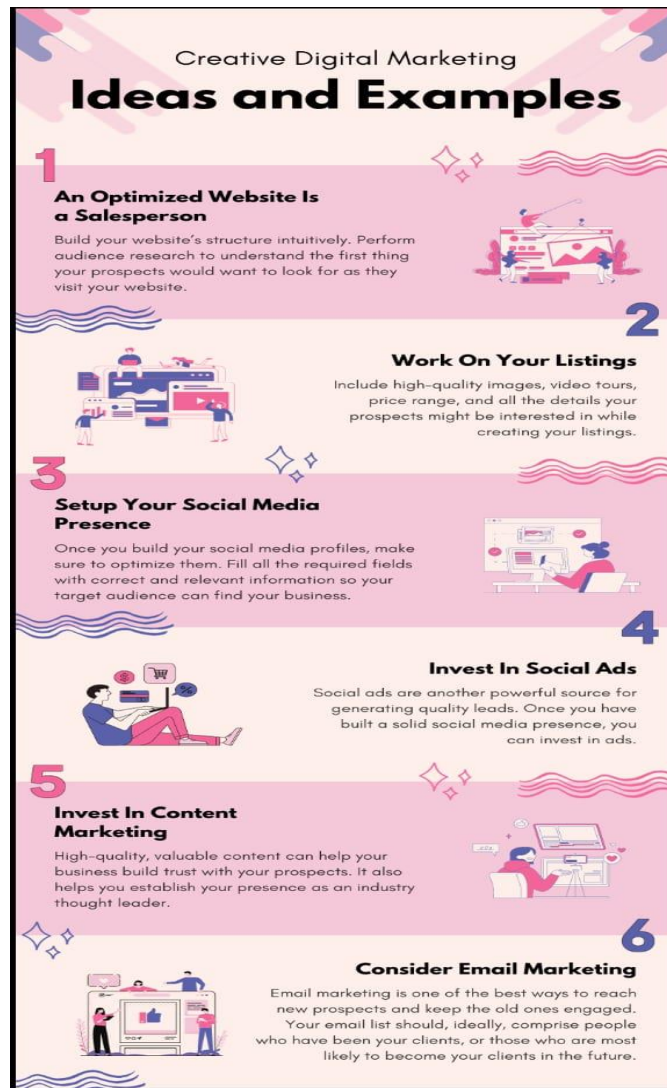 Creative Digital Marketing
Ideas and Examples
1
An Optimized Website Is
a Salesperson
Build your website's structure intuitively. Perform
audience research to understand the first thing
your prospects would want to look for as they
visit your website.
2
Work On Your Listings
Include high-quality images, video tours,
price range, and all the details your
prospects might be interested in while
creating your listings.
3
Setup Your Social Media
Presence
Once you build your social media profiles, make
sure to optimize them. Fill all the required fields
with correct and relevant information so your
target audience can find your business.
4
Invest In Social Ads
Social ads are another powerful source for
generating quality leads. Once you have
built a solid social media presence, you
can invest in ads.
5
Invest In Content
Marketing
High-quality, valuable content can help your
business build trust with your prospects. It also
helps you establish your presence as an industry
thought leader.
6
Consider Email Marketing
Email marketing is one of the best ways to reach
new prospects and keep the old ones engaged.
Your email list should, ideally, comprise people
who have been your clients, or those who are most
likely to become your clients in the future.